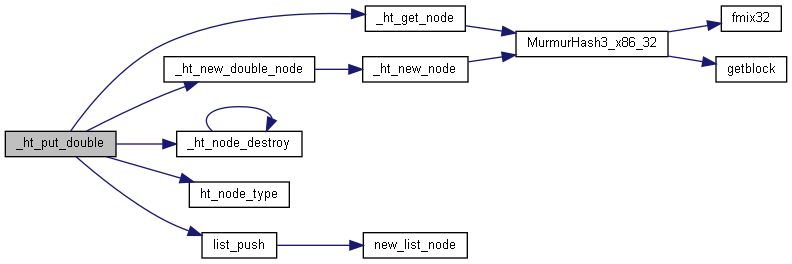 _ht_put_double
_ht_get_node
_ht_new_double_node
_ht_new_node
_ht_node_destroy
ht_node_type
list_push
new_list_node
MurmurHash3_x86_32
fmix32
getblock